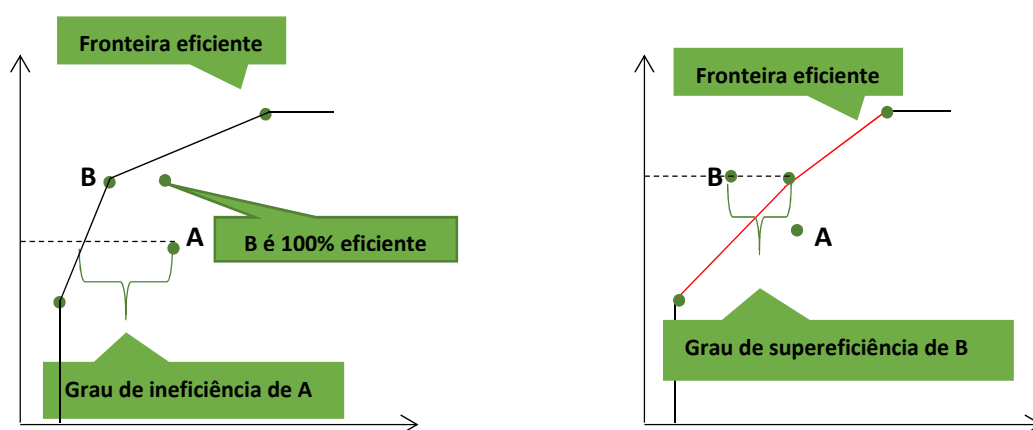 Fronteira eficiente
B
A
B é 100% eficiente
Grau de ineficiência de A
Fronteira eficiente
B
A
Grau de supereficiência de B